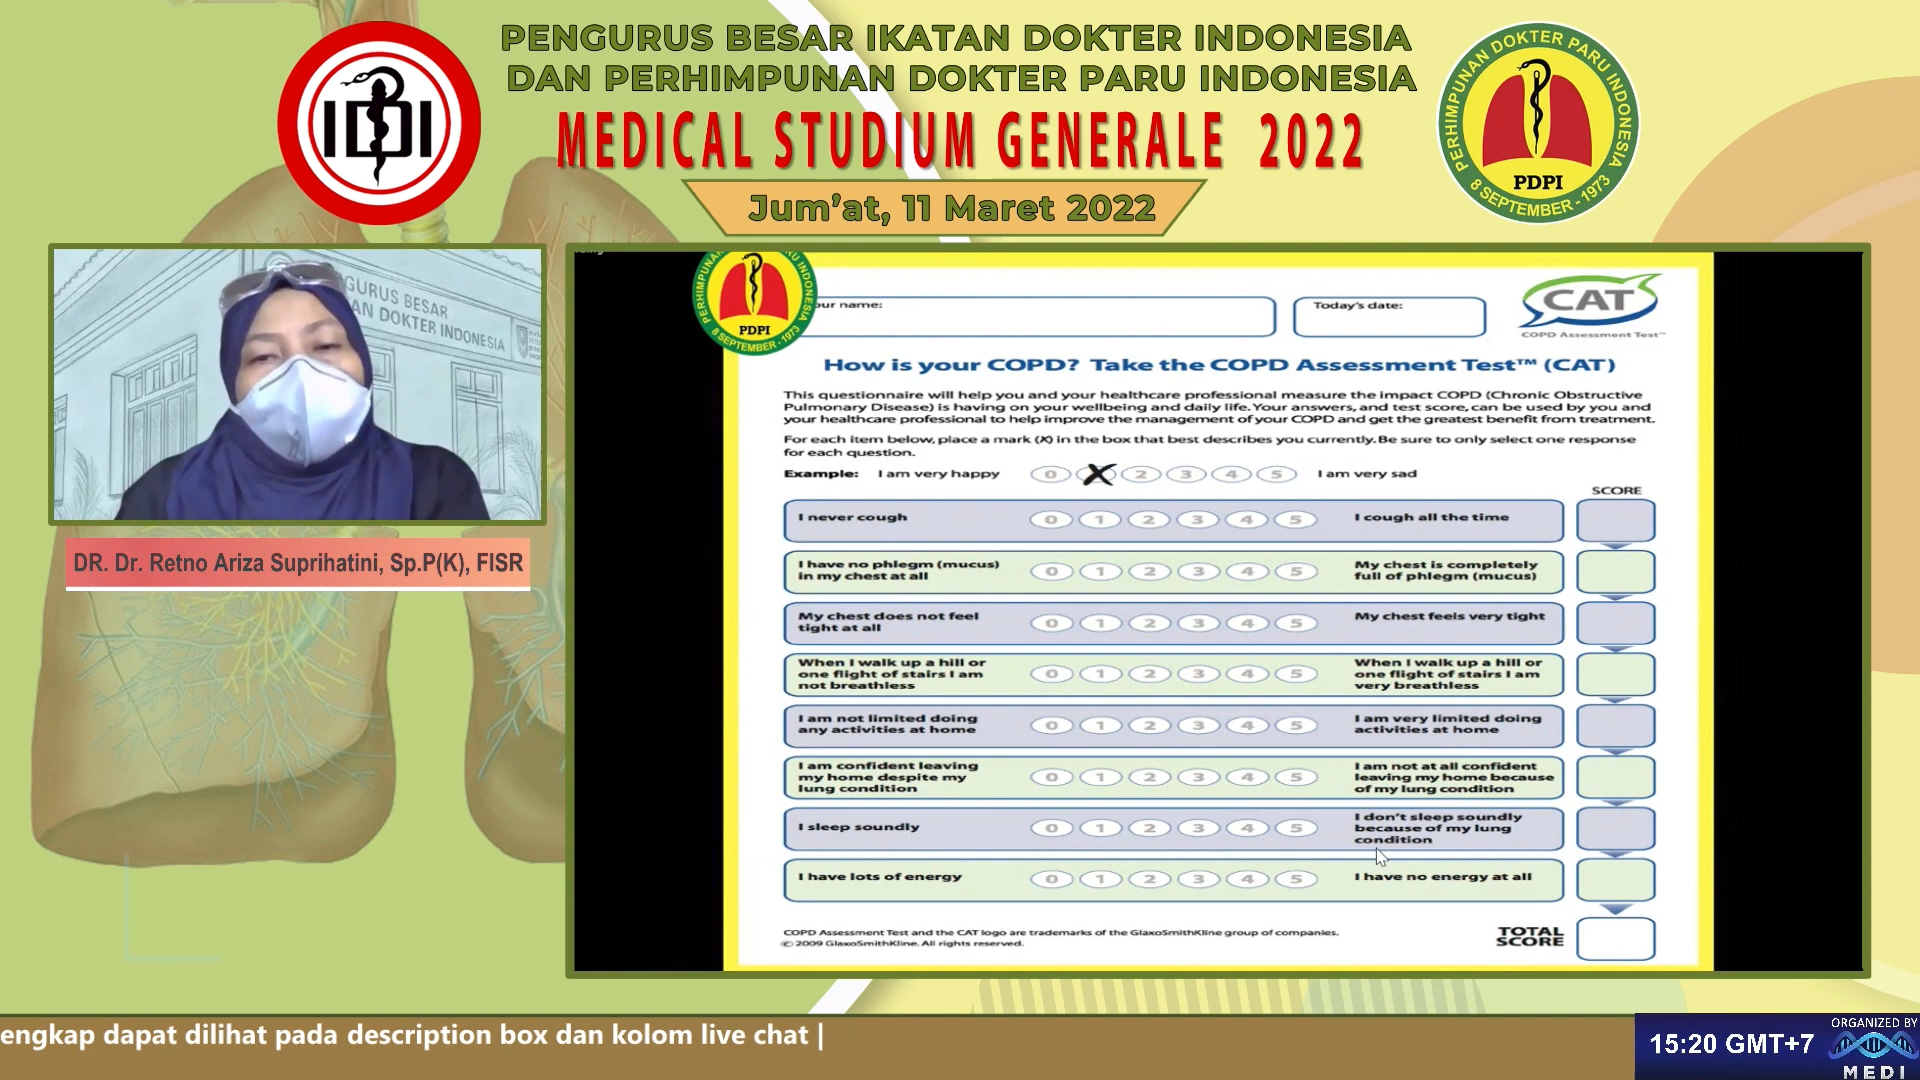 PENGURUS BESAR IKATAN DOKTER INDONESIA
DAN PERHIMPUNAN DOKTER PARU INDONESIA
MEDICAL STUDIUM GENERALE 2022
Jum'at, 11 Maret 2022
IDI
PERHIMPUNAN DOKTER PARU INDONESIA
PDPI
8 SEPTEMBER - 1973
GURUS BESAR
AN DOKTER INDONESIA
DR. Dr. Retno Ariza Suprihatini, Sp.P(K), FISR
PERHIMPUNAN PARU INDONESIA
PDPI
8 SEPTEMBER - 1973
our name:
Today's date:
CAT
COPD Assessment Test™
How is your COPD? Take the COPD Assessment Test™ (CAT)
This questionnaire will help you and your healthcare professional measure the impact COPD (Chronic Obstructive
Pulmonary Disease) is having on your wellbeing and daily life. Your answers, and test score, can be used by you and
your healthcare professional to help improve the management of your COPD and get the greatest benefit from treatment.
For each item below, place a mark (X) in the box that best describes you currently. Be sure to only select one response
for each question.
Example: I am very happy 0 X 2 3 4 5 I am very sad
SCORE
I never cough 0 1 2 3 4 5 I cough all the time
I have no phlegm (mucus) 0 1 2 3 4 5 My chest is completely
in my chest at all full of phlegm (mucus)
My chest does not feel 0 1 2 3 4 5 My chest feels very tight
tight at all
When I walk up a hill or When I walk up a hill or
one flight of stairs I am 0 1 2 3 4 5 one flight of stairs I am
not breathless very breathless
I am not limited doing 0 1 2 3 4 5 I am very limited doing
any activities at home activities at home
I am confident leaving I am not at all confident
my home despite my 0 1 2 3 4 5 leaving my home because
lung condition of my lung condition
I don't sleep soundly
I sleep soundly 0 1 2 3 4 5 because of my lung
condition
I have lots of energy 0 1 2 3 4 5 I have no energy at all
COPD Assessment Test and the CAT logo are trademarks of the GlaxoSmithKline group of companies.
© 2009 GlaxoSmithKline. All rights reserved.
TOTAL
SCORE
engkap dapat dilihat pada description box dan kolom live chat |
15:20 GMT+7
ORGANIZED BY
MEDI